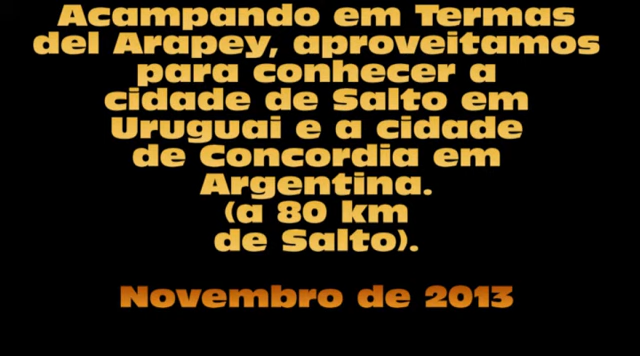 Acampando em Termas
del Arapey, aproveitamos
para conhecer a
cidade de Salto em
Uruguai e a cidade
de Concordia em
Argentina.
(a 80 km
de Salto).
Novembro de 2013